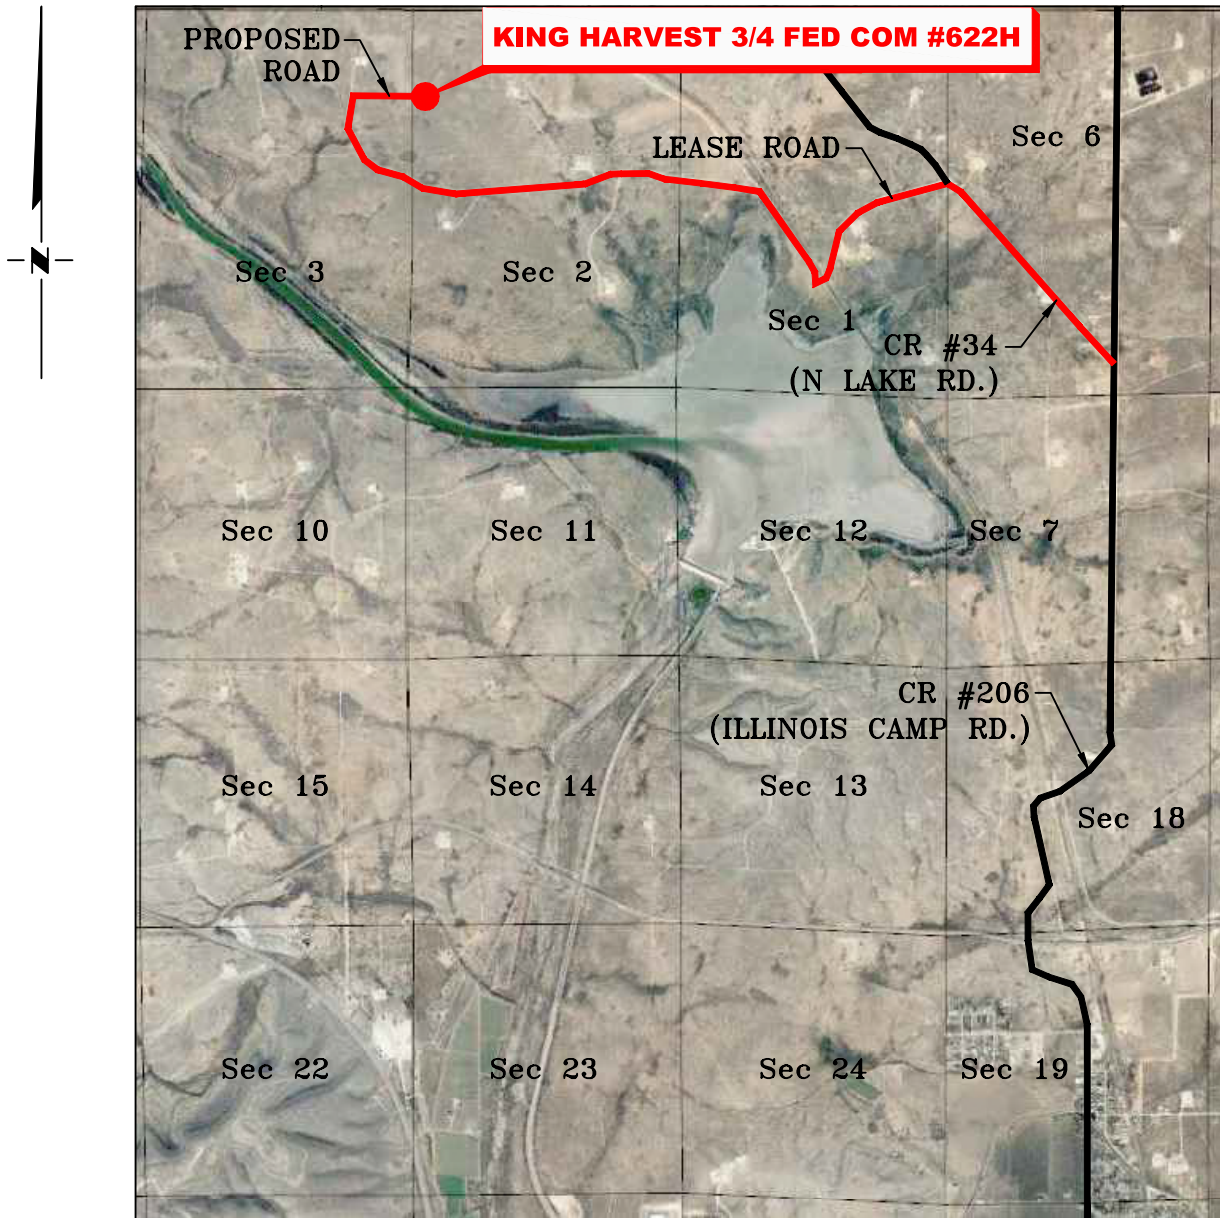 KING HARVEST 3/4 FED COM #622H
PROPOSED
ROAD
Sec 6
LEASE ROAD
Sec 3
Sec 2
Sec 1
CR #34
(N LAKE RD.)
Sec 10
Sec 11
Sec 12
Sec 7
CR #206
(ILLINOIS CAMP RD.)
Sec 15
Sec 14
Sec 13
Sec 18
Sec 22
Sec 23
Sec 24
Sec 19
N